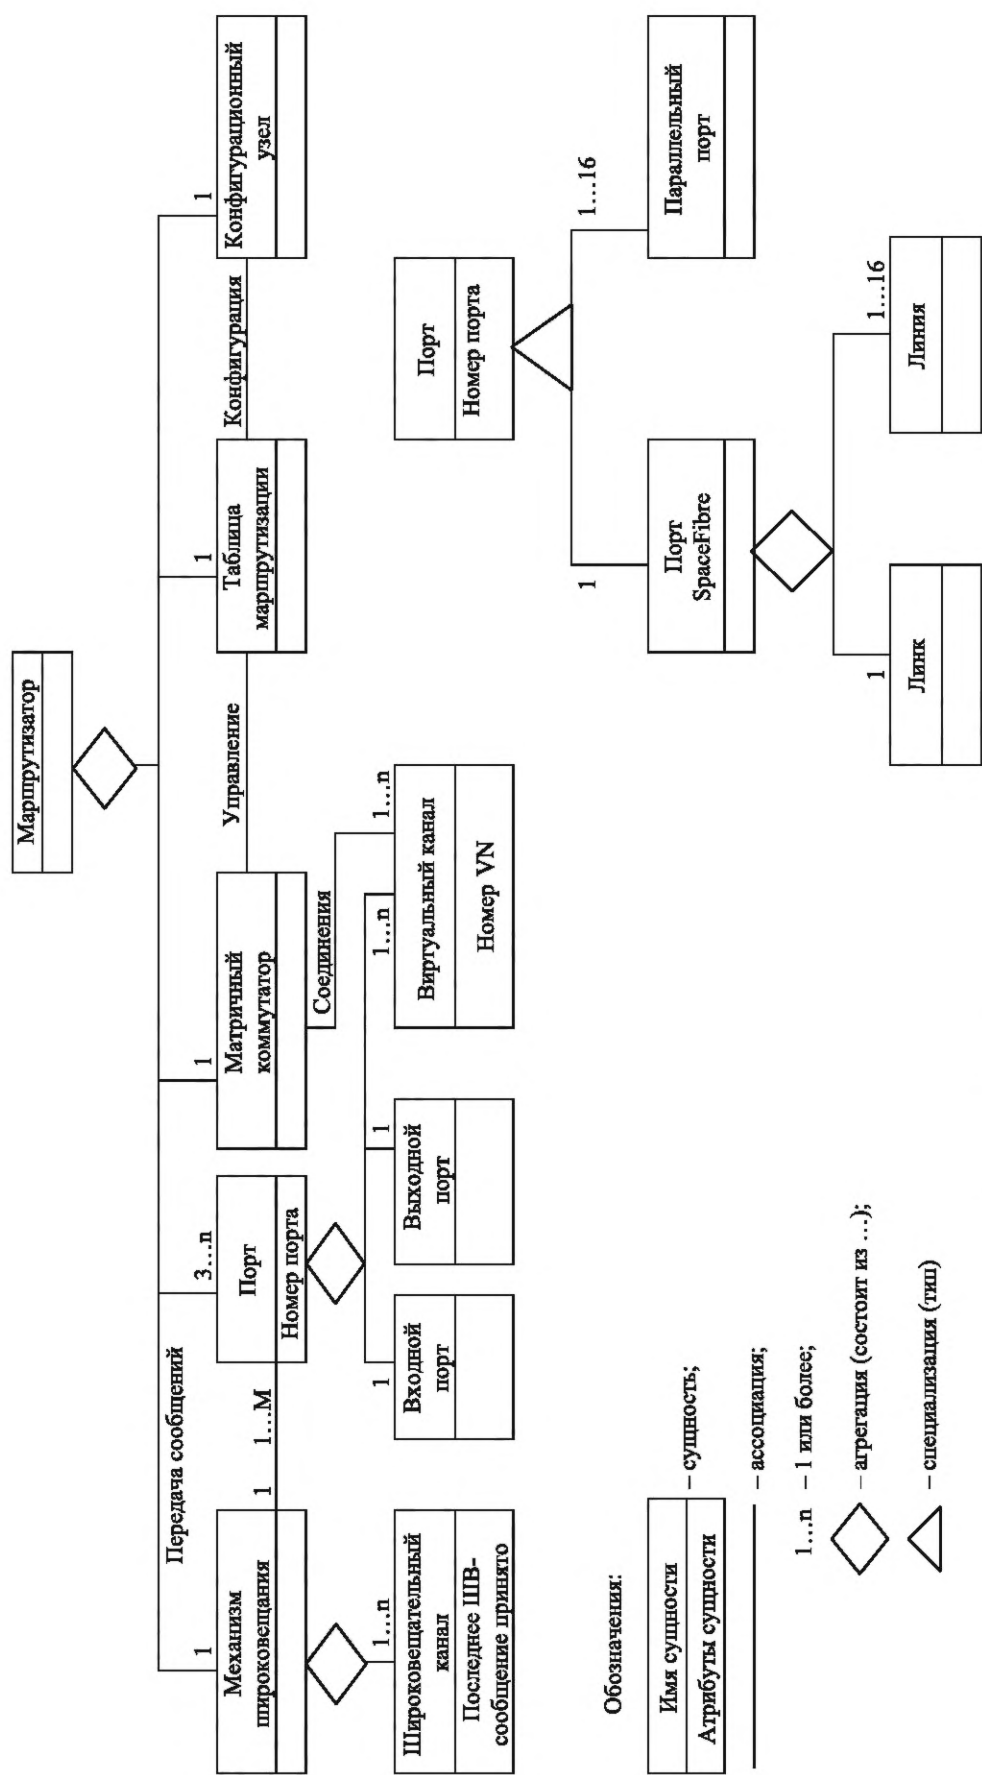 Маршрутизатор
1
Механизм
широковещания
Передача сообщений
1
1...М
3...n
Порт
Номер порта
1
Матричный
коммутатор
Управление
1
Таблица
маршрутизации
Конфигурация
1
Конфигурационный
узел
1...n
Широковещательный
канал
Последнее ШВ-
сообщение принято
1
Входной
порт
1
Выходной
порт
Соединения
1...n
1...n
Виртуальный канал
Номер VN
Порт
Номер порта
1
Порт
SpaceFibre
1...16
Параллельный
порт
1
Линк
1...16
Линия
Обозначения:
Имя сущности
Атрибуты сущности
– сущность;
– ассоциация;
1...n – 1 или более;
– агрегация (состоит из ...);
– специализация (тип)